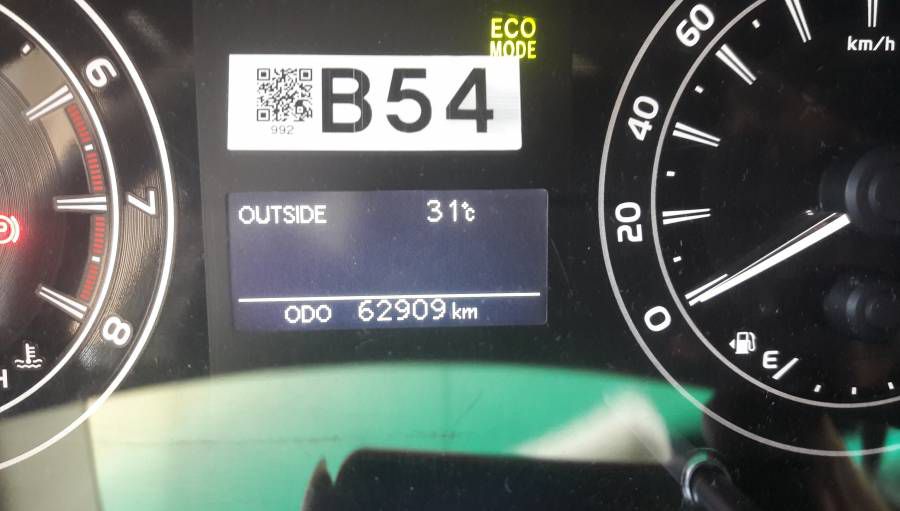 ECO
MODE
B54
992
OUTSIDE 31℃
ODO 62909 km
6
7
8
H
60
40
20
0
km/h
E